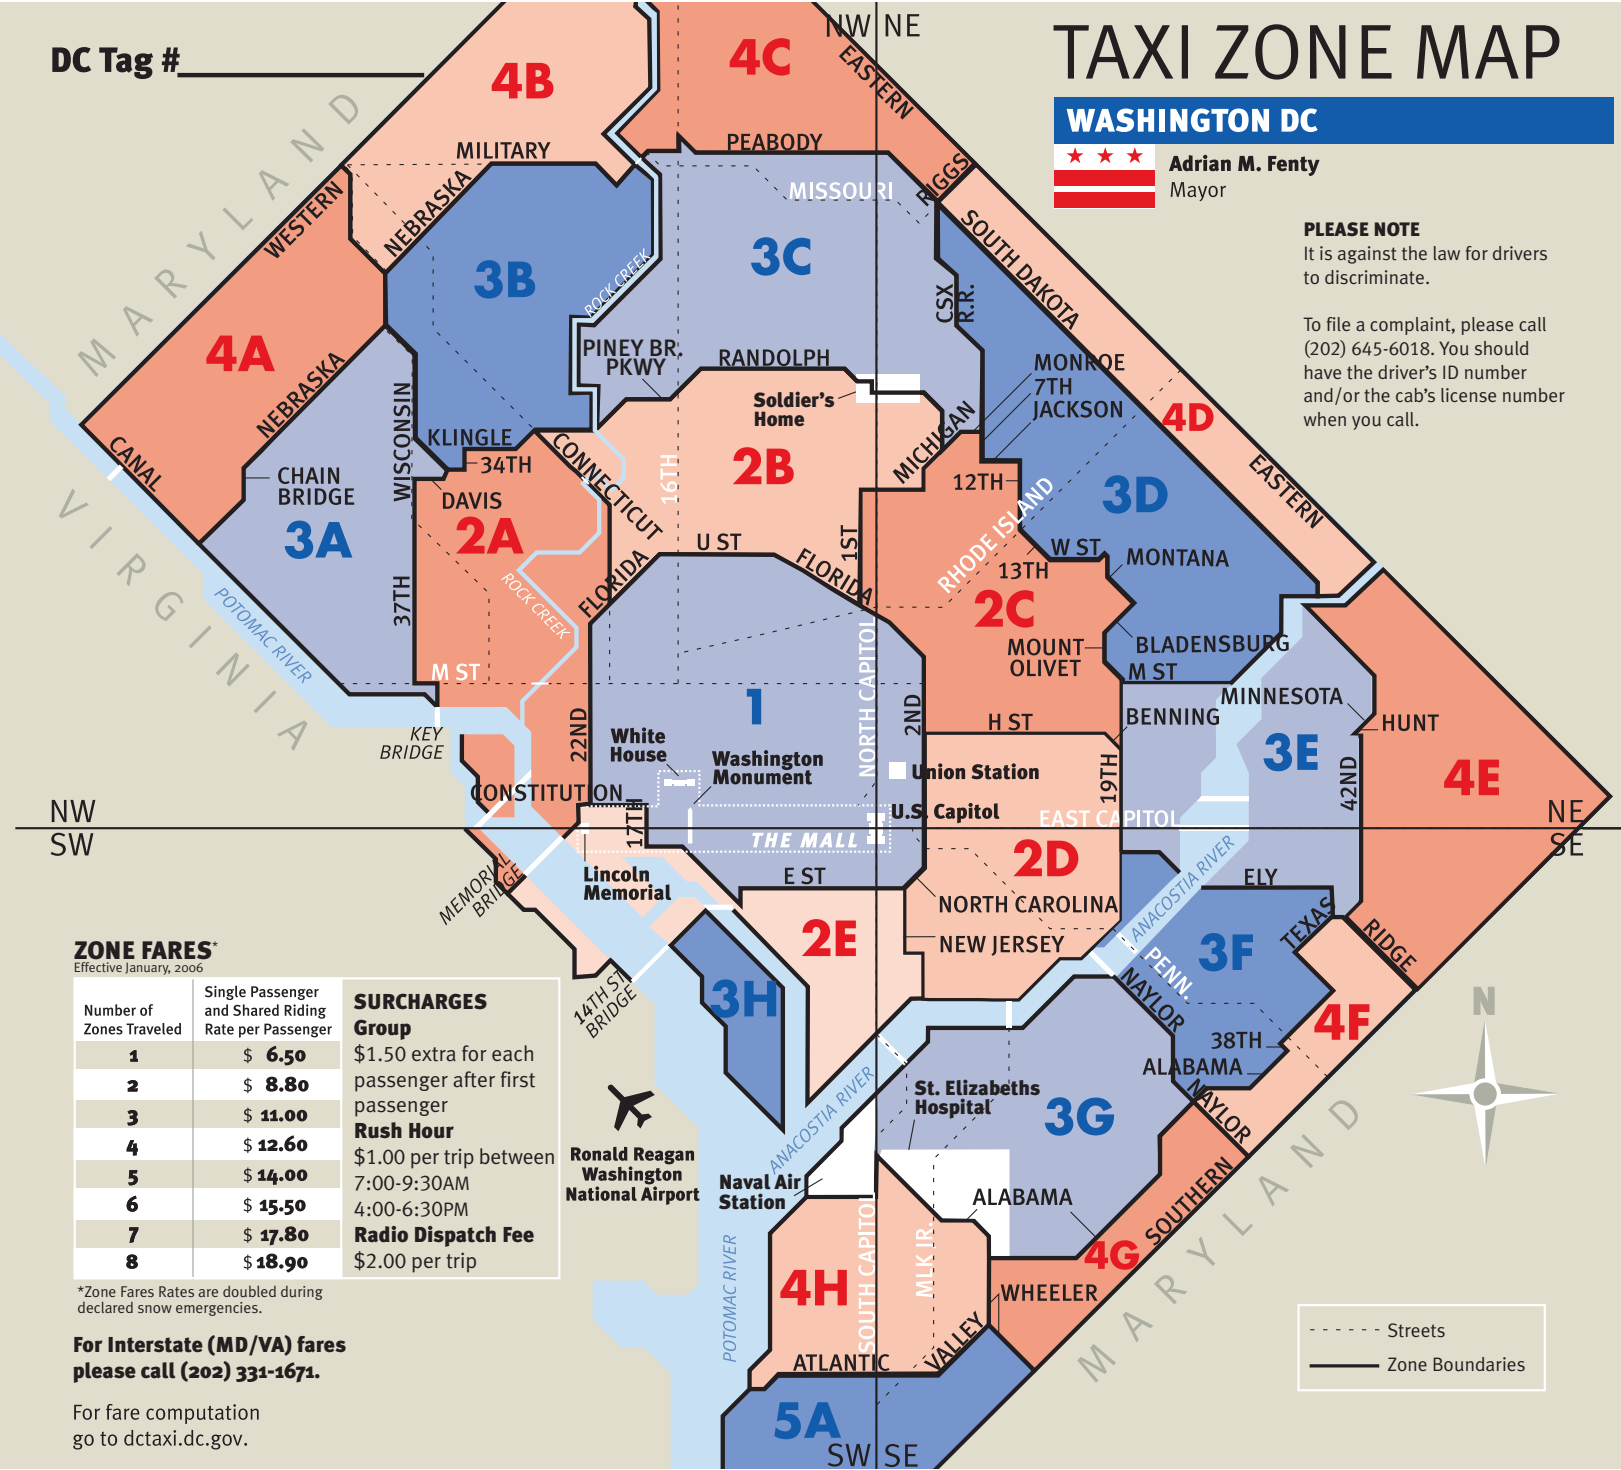 DC Tag #
TAXI ZONE MAP
WASHINGTON DC
Adrian M. Fenty
Mayor
PLEASE NOTE
It is against the law for drivers
to discriminate.
To file a complaint, please call
(202) 645-6018. You should
have the driver's ID number
and/or the cab's license number
when you call.
NW NE
4B
4C
EASTERN
MARYLAND
MILITARY
PEABODY
MISSOURI
RIGGS
WESTERN
NEBRASKA
3B
3C
ROCK CREEK
CSX
R.R.
SOUTH DAKOTA
4A
NEBRASKA
PINEY BR.
PKWY
RANDOLPH
MONROE
7TH
JACKSON
Soldier's
Home
4D
WISCONSIN
KLINGLE
34TH
CONNECTICUT
16TH
2B
MICHIGAN
12TH
RHODE ISLAND
3D
EASTERN
CANAL
CHAIN
BRIDGE
DAVIS
3A
2A
VIRGINIA
U ST
FLORIDA
FLORIDA
1ST
W ST
13TH
MONTANA
37TH
ROCK CREEK
POTOMAC RIVER
2C
MOUNT
OLIVET
BLADENSBURG
M ST
M ST
NORTH CAPITOL
1
2ND
H ST
BENNING
MINNESOTA
HUNT
KEY
BRIDGE
22ND
White
House
Washington
Monument
Union Station
19TH
3E
42ND
4E
CONSTITUTION
17TH
U.S. Capitol
EAST CAPITOL
THE MALL
NW
SW
NE
SE
MEMORIAL
BRIDGE
Lincoln
Memorial
E ST
2D
ANACOSTIA RIVER
ELY
NORTH CAROLINA
NEW JERSEY
2E
TEXAS
RIDGE
3F
PENN.
NAYLOR
3H
14TH ST
BRIDGE
4F
38TH
ALABAMA
NAYLOR
N
ANACOSTIA RIVER
St. Elizabeths
Hospital
3G
Ronald Reagan
Washington
National Airport
Naval Air
Station
ALABAMA
SOUTHERN
MARYLAND
4G
4H
SOUTH CAPITOL
MLK JR.
WHEELER
POTOMAC RIVER
ATLANTIC
VALLEY
5A
SW SE
ZONE FARES*
Effective January, 2006
Number of
Zones Traveled
Single Passenger
and Shared Riding
Rate per Passenger
1 $ 6.50
2 $ 8.80
3 $ 11.00
4 $ 12.60
5 $ 14.00
6 $ 15.50
7 $ 17.80
8 $ 18.90
SURCHARGES
Group
$1.50 extra for each
passenger after first
passenger
Rush Hour
$1.00 per trip between
7:00-9:30AM
4:00-6:30PM
Radio Dispatch Fee
$2.00 per trip
*Zone Fares Rates are doubled during
declared snow emergencies.
For Interstate (MD/VA) fares
please call (202) 331-1671.
For fare computation
go to dctaxi.dc.gov.
Streets
Zone Boundaries